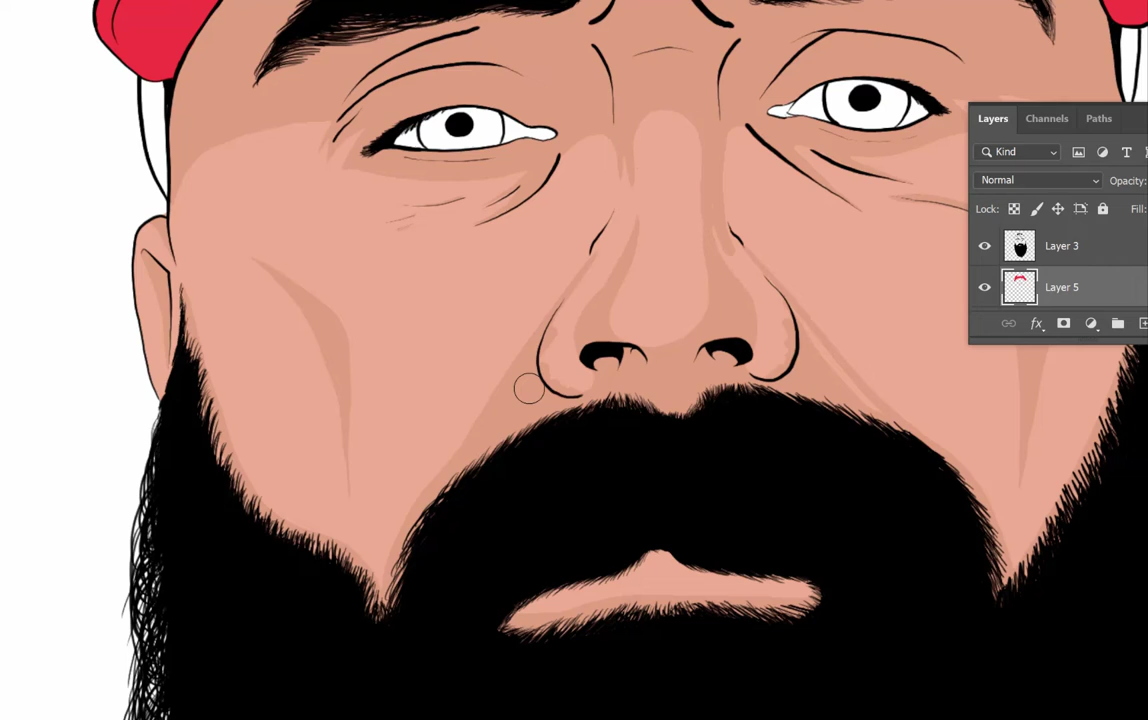 Layers Channels Paths
Kind T
Normal Opacity:
Lock: Fill:
Layer 3
Layer 5
fx